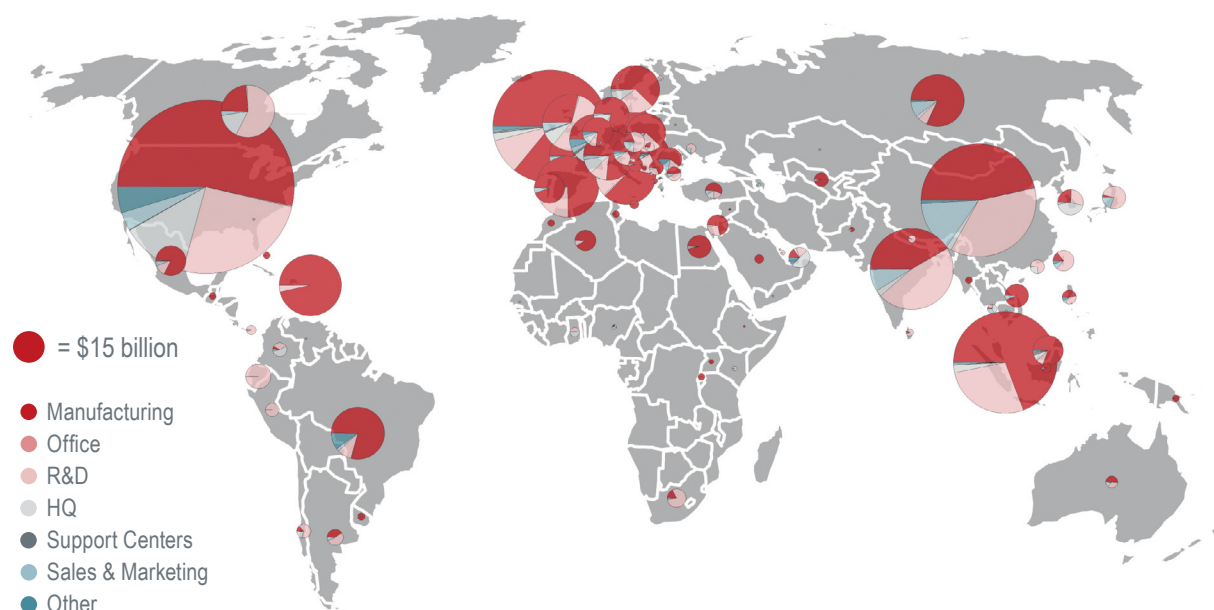 = $15 billion
Manufacturing
Office
R&D
HQ
Support Centers
Sales & Marketing
Other